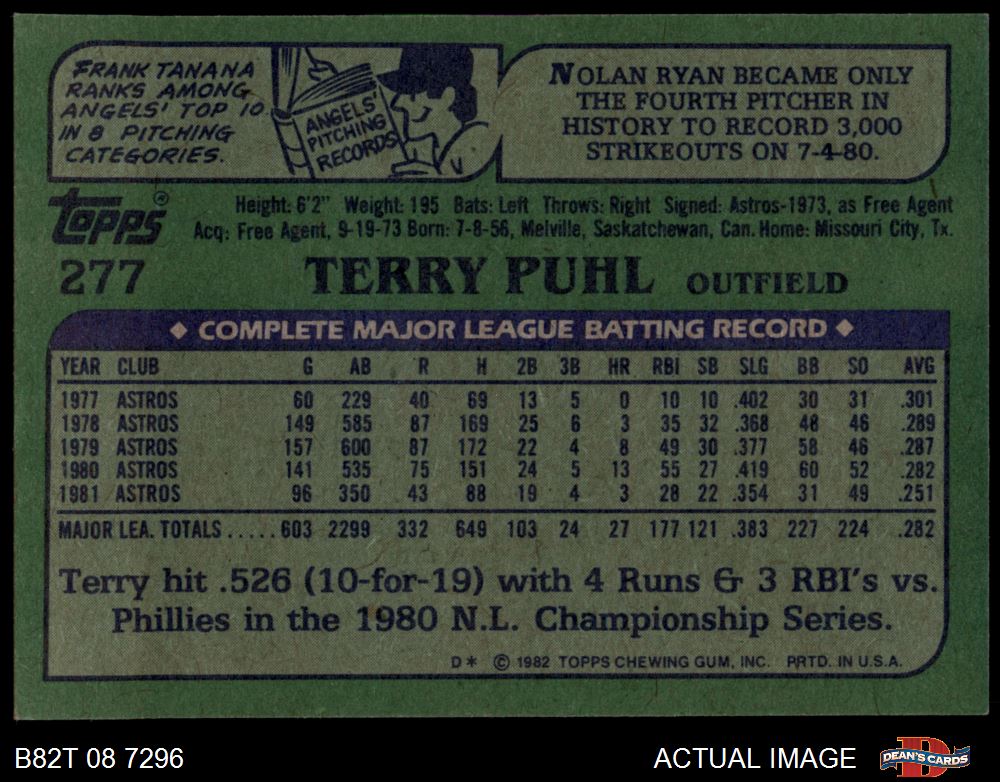 FRANK TANANA
RANKS AMONG
ANGELS' TOP 10
IN 8 PITCHING
CATEGORIES.
ANGELS'
PITCHING
RECORDS
NOLAN RYAN BECAME ONLY
THE FOURTH PITCHER IN
HISTORY TO RECORD 3,000
STRIKEOUTS ON 7-4-80.
topps®
Height: 6'2" Weight: 195 Bats: Left Throws: Right Signed: Astros-1973, as Free Agent
Acq: Free Agent, 9-19-73 Born: 7-8-56, Melville, Saskatchewan, Can. Home: Missouri City, Tx.
277 TERRY PUHL OUTFIELD
◆ COMPLETE MAJOR LEAGUE BATTING RECORD ◆
YEAR CLUB G AB R H 2B 3B HR RBI SB SLG BB SO AVG
1977 ASTROS 60 229 40 69 13 5 0 10 10 .402 30 31 .301
1978 ASTROS 149 585 87 169 25 6 3 35 32 .368 48 46 .289
1979 ASTROS 157 600 87 172 22 4 8 49 30 .377 58 46 .287
1980 ASTROS 141 535 75 151 24 5 13 55 27 .419 60 52 .282
1981 ASTROS 96 350 43 88 19 4 3 28 22 .354 31 49 .251
MAJOR LEA. TOTALS.....603 2299 332 649 103 24 27 177 121 .383 227 224 .282
Terry hit .526 (10-for-19) with 4 Runs & 3 RBI's vs.
Phillies in the 1980 N.L. Championship Series.
D* © 1982 TOPPS CHEWING GUM, INC. PRTD. IN U.S.A.
B82T 08 7296 ACTUAL IMAGE DEAN'S CARDS